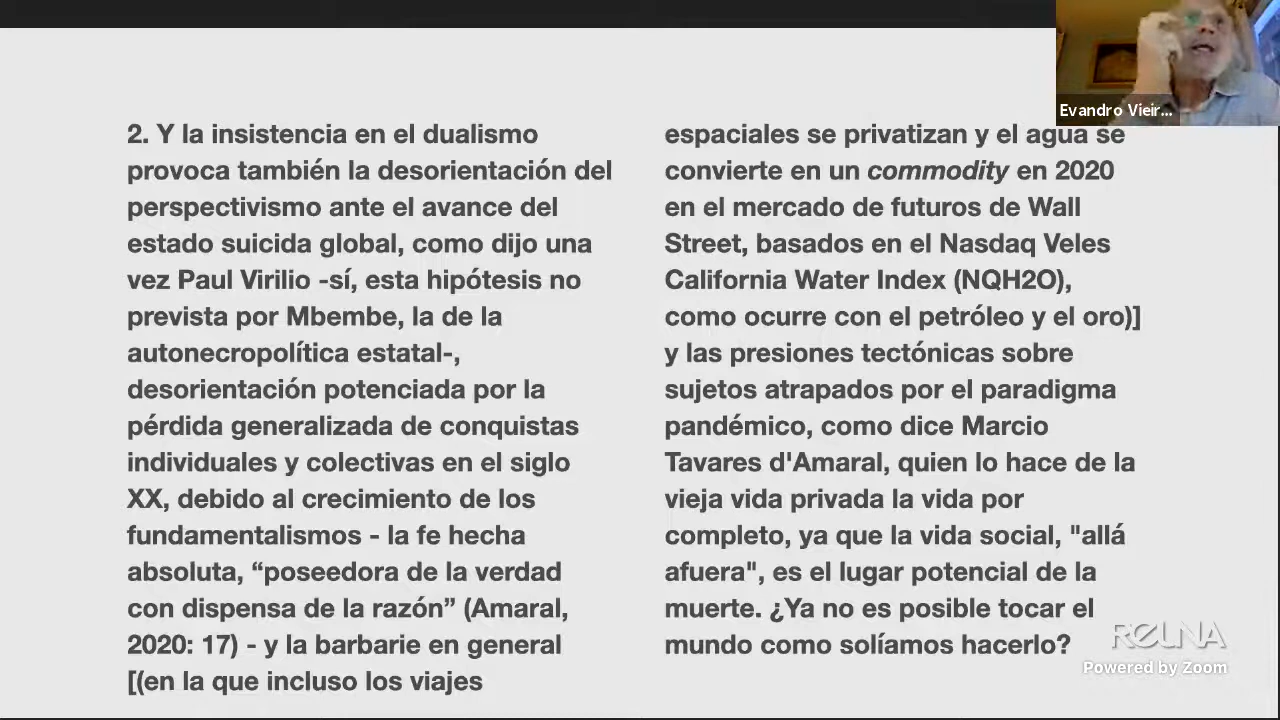 2. Y la insistencia en el dualismo
provoca también la desorientación del
perspectivismo ante el avance del
estado suicida global, como dijo una
vez Paul Virilio -sí, esta hipótesis no
prevista por Mbembe, la de la
autonecropolítica estatal-,
desorientación potenciada por la
pérdida generalizada de conquistas
individuales y colectivas en el siglo
XX, debido al crecimiento de los
fundamentalismos - la fe hecha
absoluta, “poseedora de la verdad
con dispensa de la razón” (Amaral,
2020: 17) - y la barbarie en general
[(en la que incluso los viajes
espaciales se privatizan y el agua se
convierte en un commodity en 2020
en el mercado de futuros de Wall
Street, basados en el Nasdaq Veles
California Water Index (NQH2O),
como ocurre con el petróleo y el oro)]
y las presiones tectónicas sobre
sujetos atrapados por el paradigma
pandémico, como dice Marcio
Tavares d'Amaral, quien lo hace de la
vieja vida privada la vida por
completo, ya que la vida social, "allá
afuera", es el lugar potencial de la
muerte. ¿Ya no es posible tocar el
mundo como solíamos hacerlo?
Evandro Vieir...
Powered by Zoom